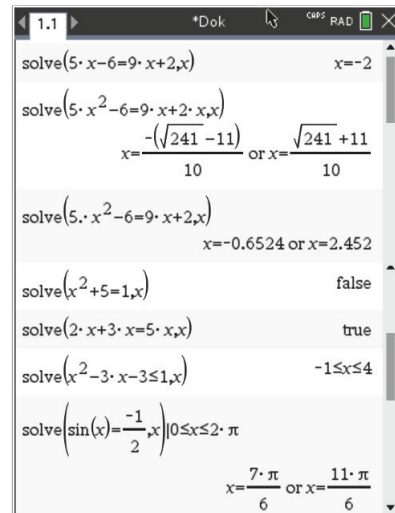 1.1 *Dok CAPS RAD
solve(5·x−6=9·x+2,x) x=−2
solve(5·x²−6=9·x+2·x,x)
x=−(√241−11)/10 or x=(√241+11)/10
solve(5.·x²−6=9·x+2,x)
x=−0.6524 or x=2.452
solve(x²+5=1,x) false
solve(2·x+3·x=5·x,x) true
solve(x²−3·x−3≤1,x) −1≤x≤4
solve(sin(x)=−1/2,x)|0≤x≤2·π
x=7·π/6 or x=11·π/6